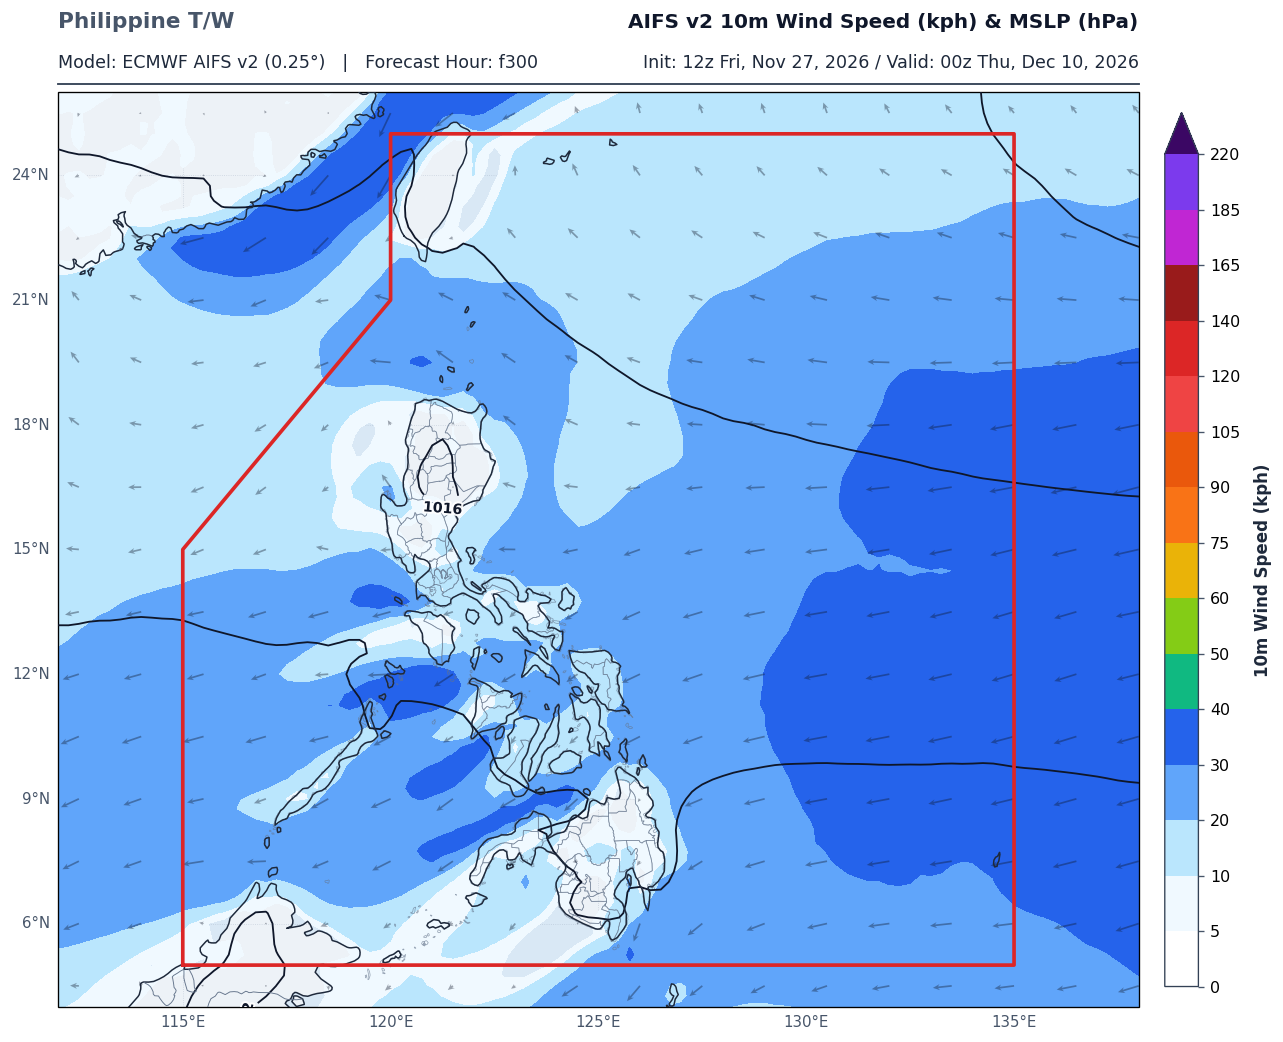 Philippine T/W
AIFS v2 10m Wind Speed (kph) & MSLP (hPa)
Model: ECMWF AIFS v2 (0.25°) | Forecast Hour: f300
Init: 12z Fri, Nov 27, 2026 / Valid: 00z Thu, Dec 10, 2026
24°N
21°N
18°N
15°N
12°N
9°N
6°N
1016
115°E
120°E
125°E
130°E
135°E
220
185
165
140
120
105
90
75
60
50
40
30
20
10
5
0
10m Wind Speed (kph)